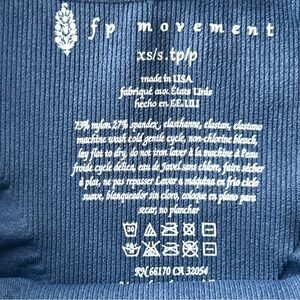 fp movement
xs/s.tp/p
made in USA
fabriqué aux États Unis
hecho en EE.UU
73% nylon, 27% spandex, elasthanne, elastan, elastano
machine wash cold gentle cycle, non-chlorine bleach,
lay flat to dry, do not iron laver à la machine à l'eau
froide cycle délica, eau de javel sans chlore, faire sécher
à plat, ne pas repasser Lavar a máquina en frío ciclo
suave, blanqueador sin cloro, coloque en plano para
secar, no planchar
30
RN 66170 CA 32054